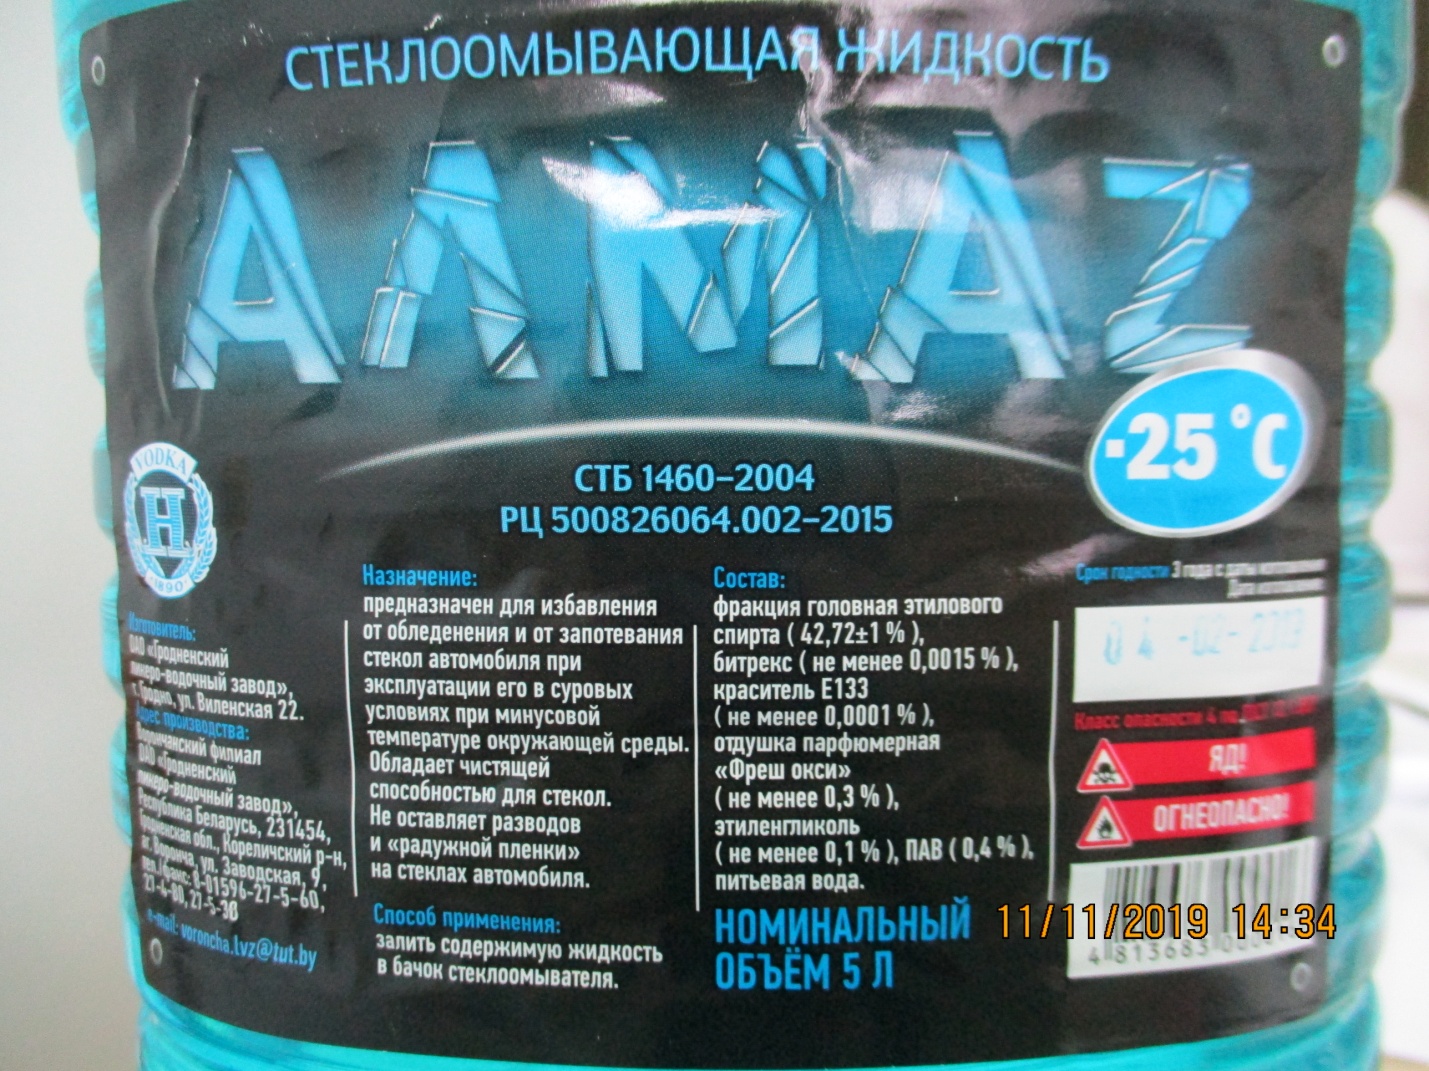 СТЕКЛООМЫВАЮЩАЯ ЖИДКОСТЬ
АЛМАZ
-25 °C
СТБ 1460-2004
РЦ 500826064.002-2015
VODKA
Н
1890
Изготовитель:
ОАО «Гродненский
ликеро-водочный завод»,
г. Гродно, ул. Виленская 22.
Адрес производства:
Ворончанский филиал
ОАО «Гродненский
ликеро-водочный завод»,
Республика Беларусь, 231454,
Гродненская обл., Кореличский р-н,
аг. Воронча, ул. Заводская, 9,
тел./факс: 8-01596-27-5-60,
27-4-80, 27-5-30
e-mail: voroncha.lvz@tut.by
Назначение:
предназначен для избавления
от обледенения и от запотевания
стекол автомобиля при
эксплуатации его в суровых
условиях при минусовой
температуре окружающей среды.
Обладает чистящей
способностью для стекол.
Не оставляет разводов
и «радужной пленки»
на стеклах автомобиля.
Способ применения:
залить содержимую жидкость
в бачок стеклоомывателя.
Состав:
фракция головная этилового
спирта ( 42,72±1 % ),
битрекс ( не менее 0,0015 % ),
краситель Е133
( не менее 0,0001 % ),
отдушка парфюмерная
«Фреш окси»
( не менее 0,3 % ),
этиленгликоль
( не менее 0,1 % ), ПАВ ( 0,4 % ),
питьевая вода.
НОМИНАЛЬНЫЙ
ОБЪЁМ 5 Л
Срок годности 3 года с даты изготовления
Дата изготовления
04 -02- 2019
Класс опасности 4 по ГОСТ
ЯД!
ОГНЕОПАСНО!
4 813683
11/11/2019 14:34